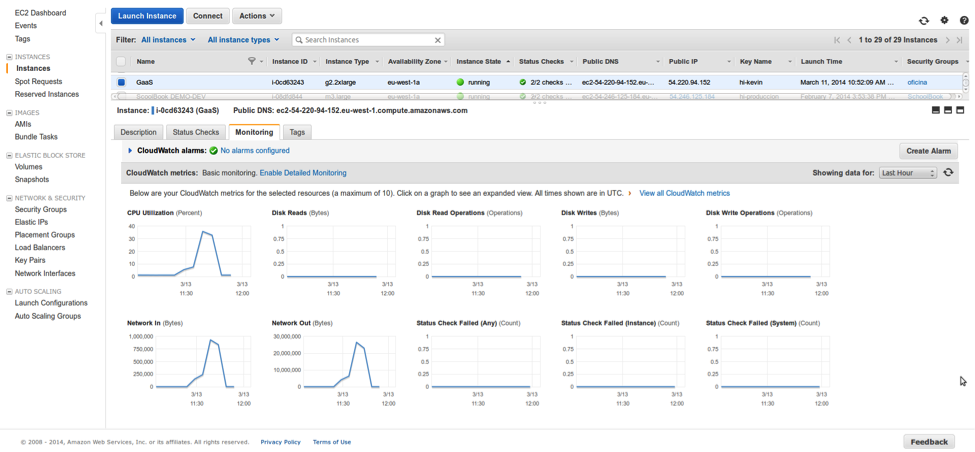 EC2 Dashboard
Events
Tags
INSTANCES
Instances
Spot Requests
Reserved Instances
IMAGES
AMIs
Bundle Tasks
ELASTIC BLOCK STORE
Volumes
Snapshots
NETWORK & SECURITY
Security Groups
Elastic IPs
Placement Groups
Load Balancers
Key Pairs
Network Interfaces
AUTO SCALING
Launch Configurations
Auto Scaling Groups
Launch Instance Connect Actions
Filter: All instances All instance types Search Instances 1 to 29 of 29 Instances
Name Instance ID Instance Type Availability Zone Instance State Status Checks Public DNS Public IP Key Name Launch Time Security Groups
GaaS i-0cd63243 g2.2xlarge eu-west-1a running 2/2 checks ... ec2-54-220-94-152.eu-... 54.220.94.152 hi-kevin March 11, 2014 10:52:09 AM ... oficina
ScoolBook DEMO-DEV m3.large eu-west-1a running 2/2 checks ... ec2-54-246-125-184.eu-... 54.246.125.184 hi-produccion February 7, 2014 3:53:38 PM ...
Instance: i-0cd63243 (GaaS) Public DNS: ec2-54-220-94-152.eu-west-1.compute.amazonaws.com
Description Status Checks Monitoring Tags
CloudWatch alarms: No alarms configured Create Alarm
CloudWatch metrics: Basic monitoring. Enable Detailed Monitoring Showing data for: Last Hour
Below are your CloudWatch metrics for the selected resources (a maximum of 10). Click on a graph to see an expanded view. All times shown are in UTC. › View all CloudWatch metrics
CPU Utilization (Percent) Disk Reads (Bytes) Disk Read Operations (Operations) Disk Writes (Bytes) Disk Write Operations (Operations)
40 1 1 1 1
30 0.75 0.75 0.75 0.75
20 0.5 0.5 0.5 0.5
10 0.25 0.25 0.25 0.25
0 0 0 0 0
3/13 3/13 3/13 3/13 3/13 3/13 3/13 3/13 3/13 3/13
11:30 12:00 11:30 12:00 11:30 12:00 11:30 12:00 11:30 12:00
Network In (Bytes) Network Out (Bytes) Status Check Failed (Any) (Count) Status Check Failed (Instance) (Count) Status Check Failed (System) (Count)
1,000,000 30,000,000 1 1 1
750,000 20,000,000 0.75 0.75 0.75
500,000 10,000,000 0.5 0.5 0.5
250,000 0.25 0.25 0.25
0 0 0 0 0
3/13 3/13 3/13 3/13 3/13 3/13 3/13 3/13 3/13 3/13
11:30 12:00 11:30 12:00 11:30 12:00 11:30 12:00 11:30 12:00
© 2008 - 2014, Amazon Web Services, Inc. or its affiliates. All rights reserved. Privacy Policy Terms of Use Feedback